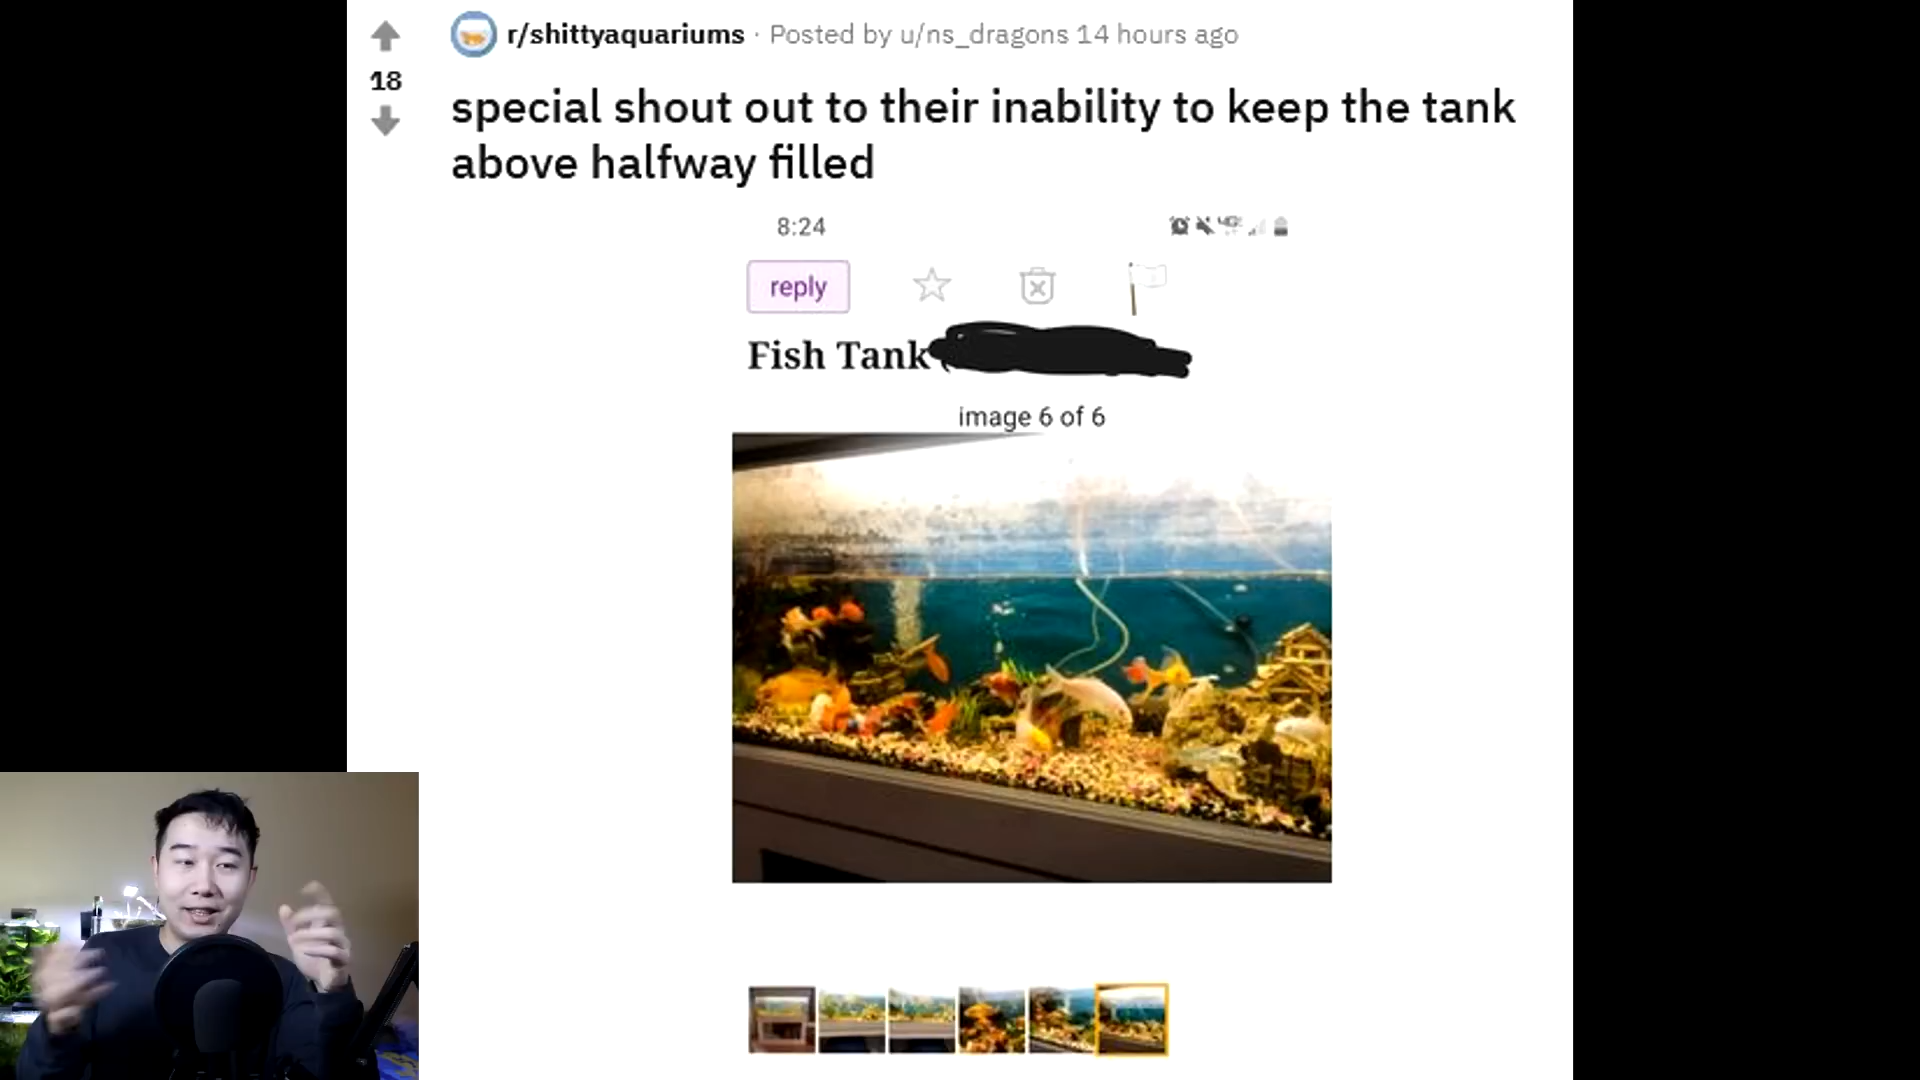 r/shittyaquariums · Posted by u/ns_dragons 14 hours ago
18
special shout out to their inability to keep the tank
above halfway filled
8:24
reply
Fish Tank
image 6 of 6